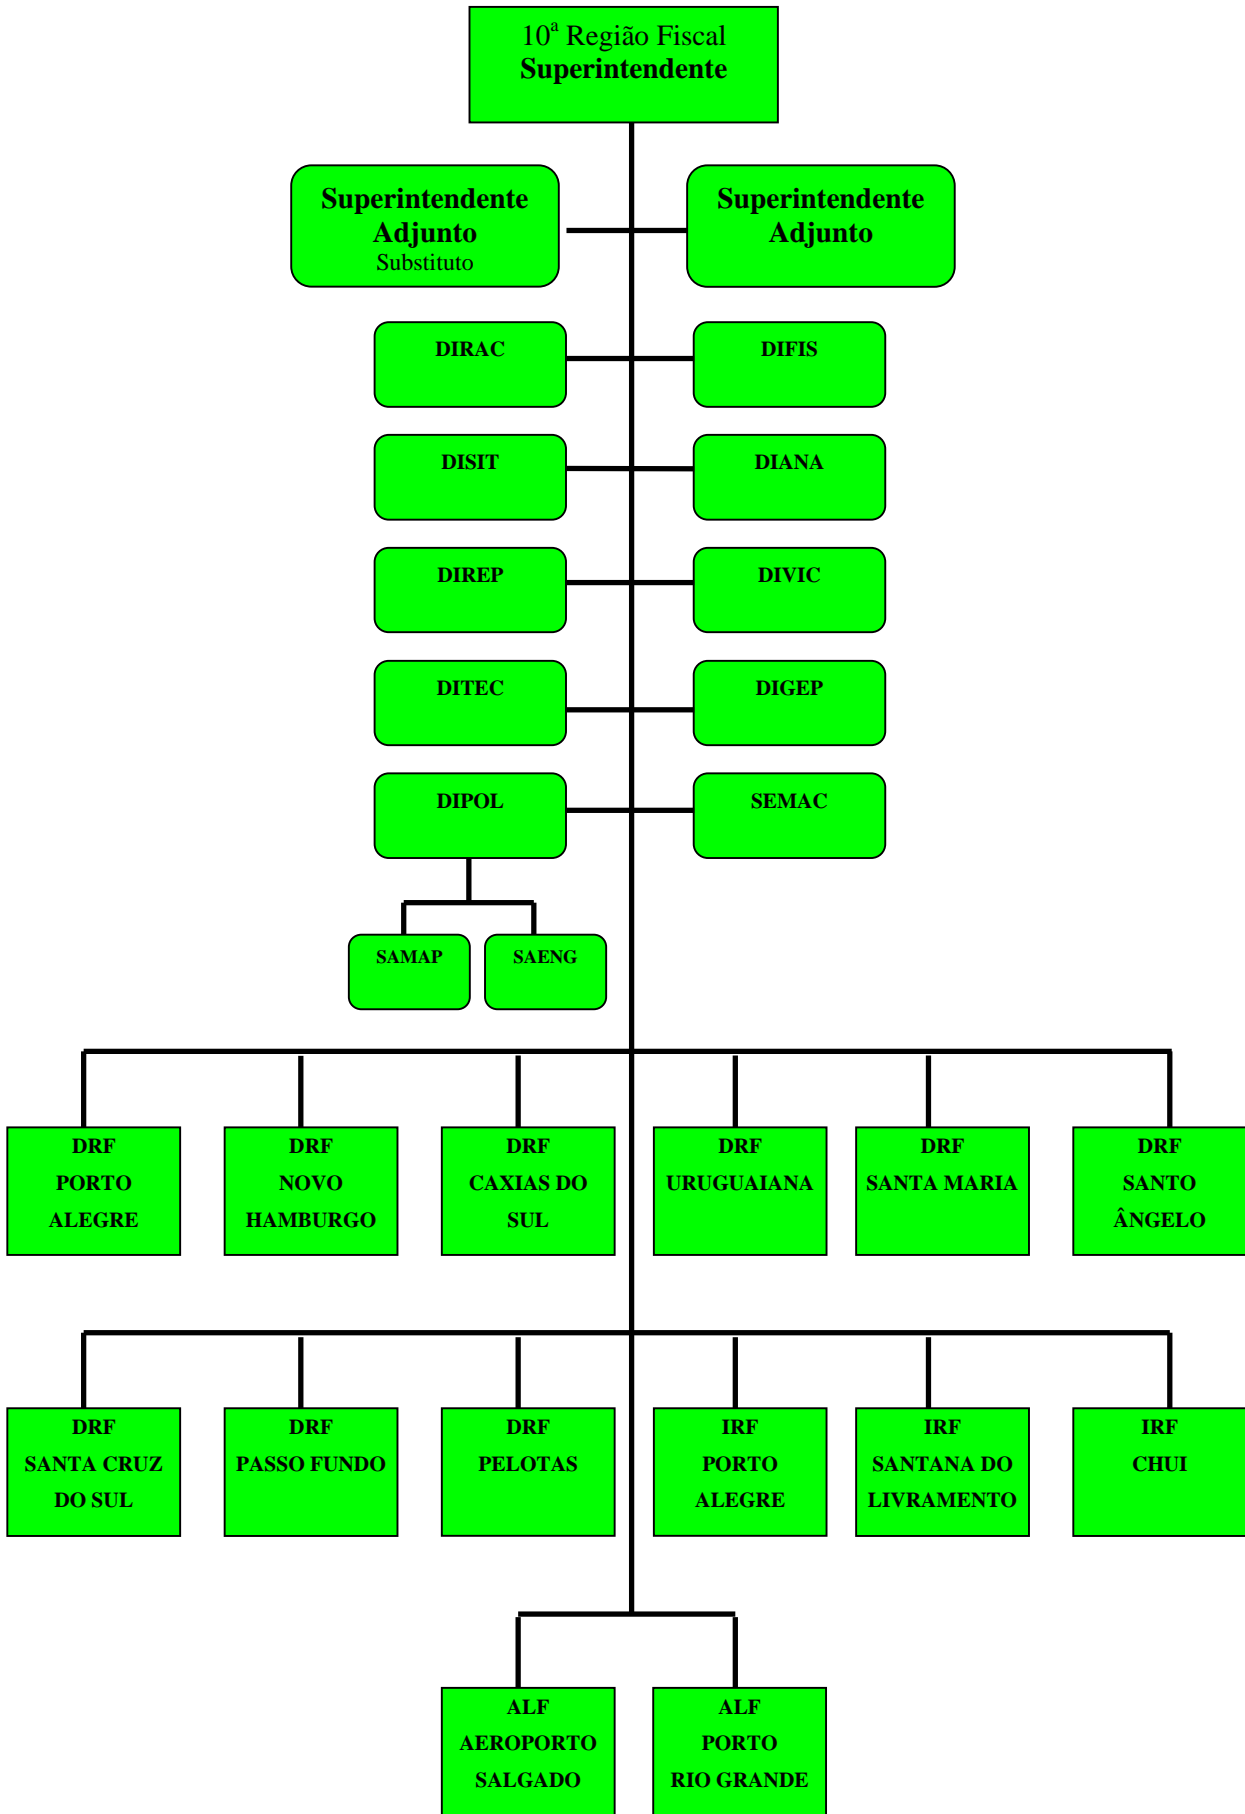 10ª Região Fiscal
Superintendente
Superintendente
Adjunto
Substituto
Superintendente
Adjunto
DIRAC
DIFIS
DISIT
DIANA
DIREP
DIVIC
DITEC
DIGEP
DIPOL
SEMAC
SAMAP
SAENG
DRF
PORTO
ALEGRE
DRF
NOVO
HAMBURGO
DRF
CAXIAS DO
SUL
DRF
URUGUAIANA
DRF
SANTA MARIA
DRF
SANTO
ÂNGELO
DRF
SANTA CRUZ
DO SUL
DRF
PASSO FUNDO
DRF
PELOTAS
IRF
PORTO
ALEGRE
IRF
SANTANA DO
LIVRAMENTO
IRF
CHUI
ALF
AEROPORTO
SALGADO
ALF
PORTO
RIO GRANDE